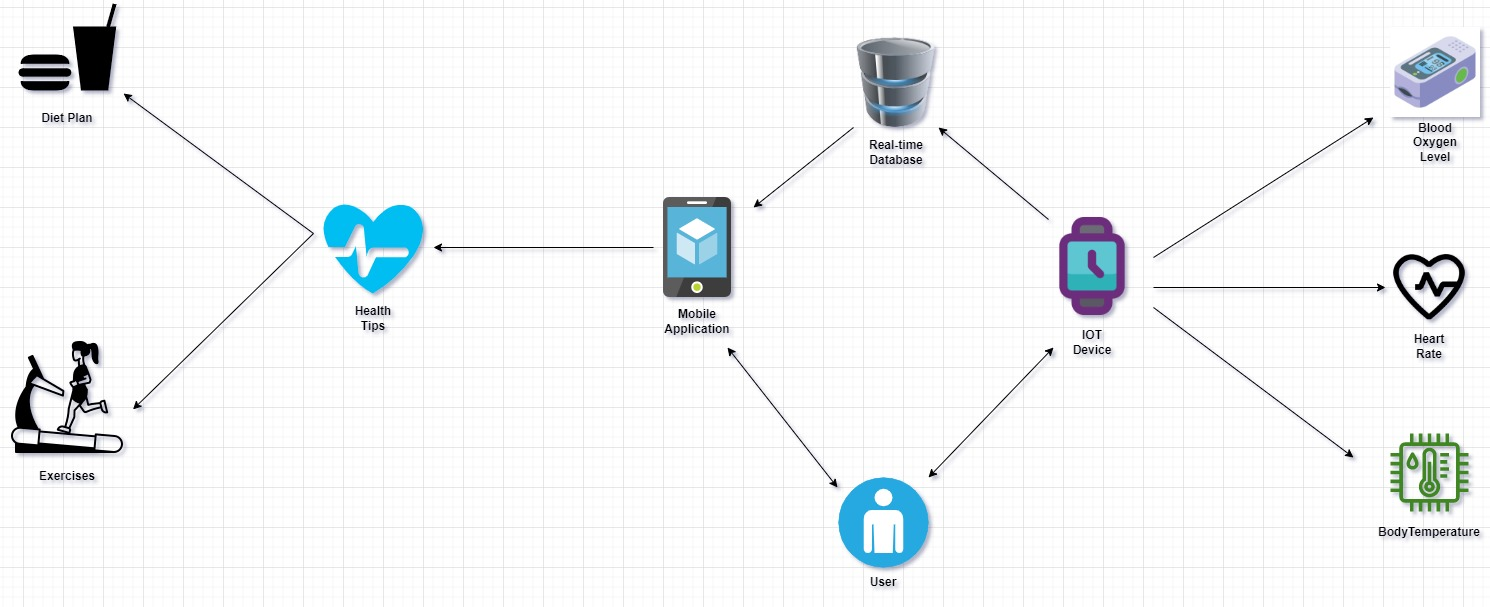 Diet Plan
Real-time
Database
Blood
Oxygen
Level
Health
Tips
Mobile
Application
IOT
Device
Heart
Rate
Exercises
BodyTemperature
User